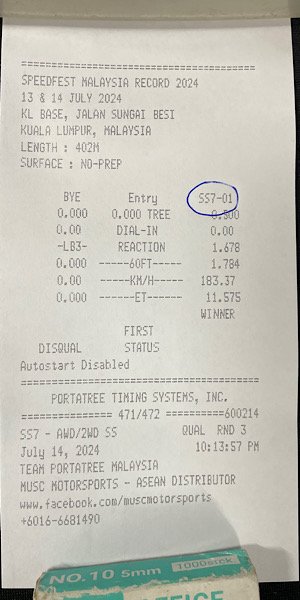 SPEEDFEST MALAYSIA RECORD 2024
13 & 14 JULY 2024
KL BASE, JALAN SUNGAI BESI
KUALA LUMPUR, MALAYSIA
LENGTH : 402M
SURFACE : NO-PREP
BYE Entry SS7-01
0.000 0.000 TREE 0.500
0.00 DIAL-IN 0.00
-LB3- REACTION 1.678
0.000 -----60FT----- 1.784
0.00 -----KM/H----- 183.37
0.000 ------ET------ 11.575
WINNER
FIRST
DISQUAL STATUS
Autostart Disabled
PORTATREE TIMING SYSTEMS, INC.
=============== 471/472 ==========600214
SS7 - AWD/2WD SS QUAL RND 3
July 14, 2024 10:13:57 PM
TEAM PORTATREE MALAYSIA
MUSC MOTORSPORTS - ASEAN DISTRIBUTOR
www.facebook.com/muscmotorsports
+6016-6681490
NO.10 5mm 1000stick
OFFICE